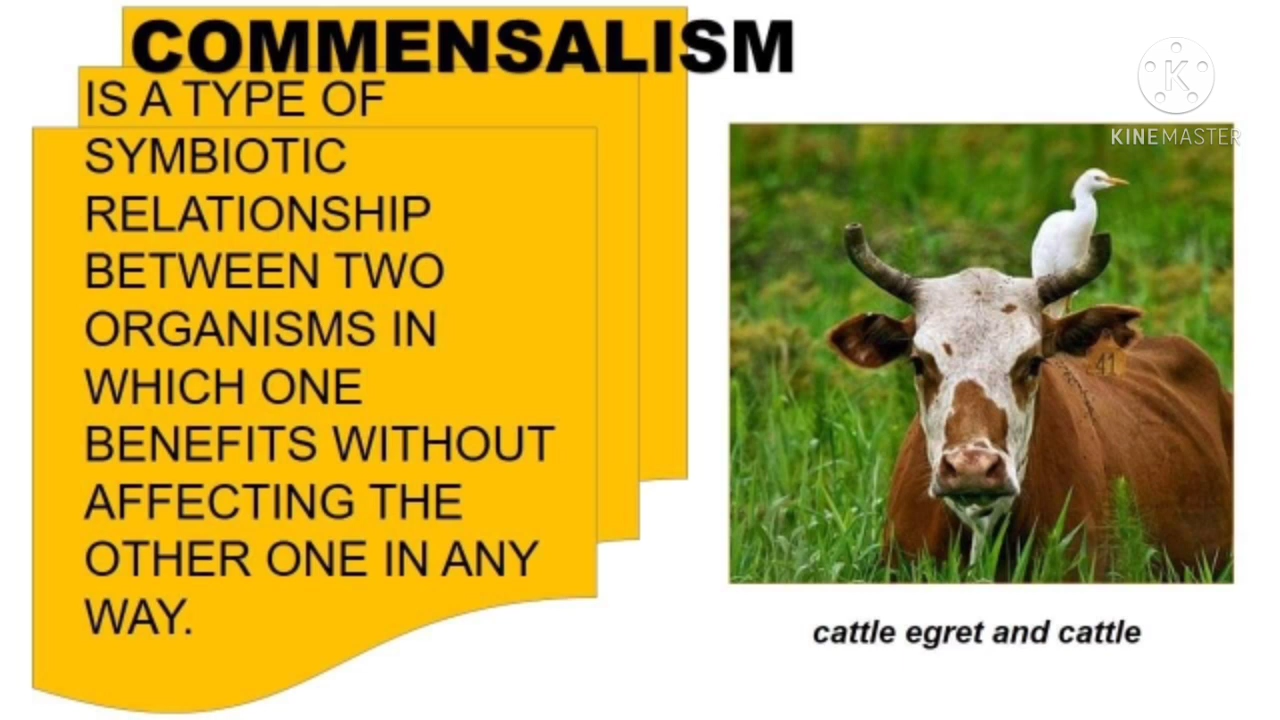 COMMENSALISM
IS A TYPE OF
SYMBIOTIC
RELATIONSHIP
BETWEEN TWO
ORGANISMS IN
WHICH ONE
BENEFITS WITHOUT
AFFECTING THE
OTHER ONE IN ANY
WAY.
K
KINEMASTER
41
cattle egret and cattle